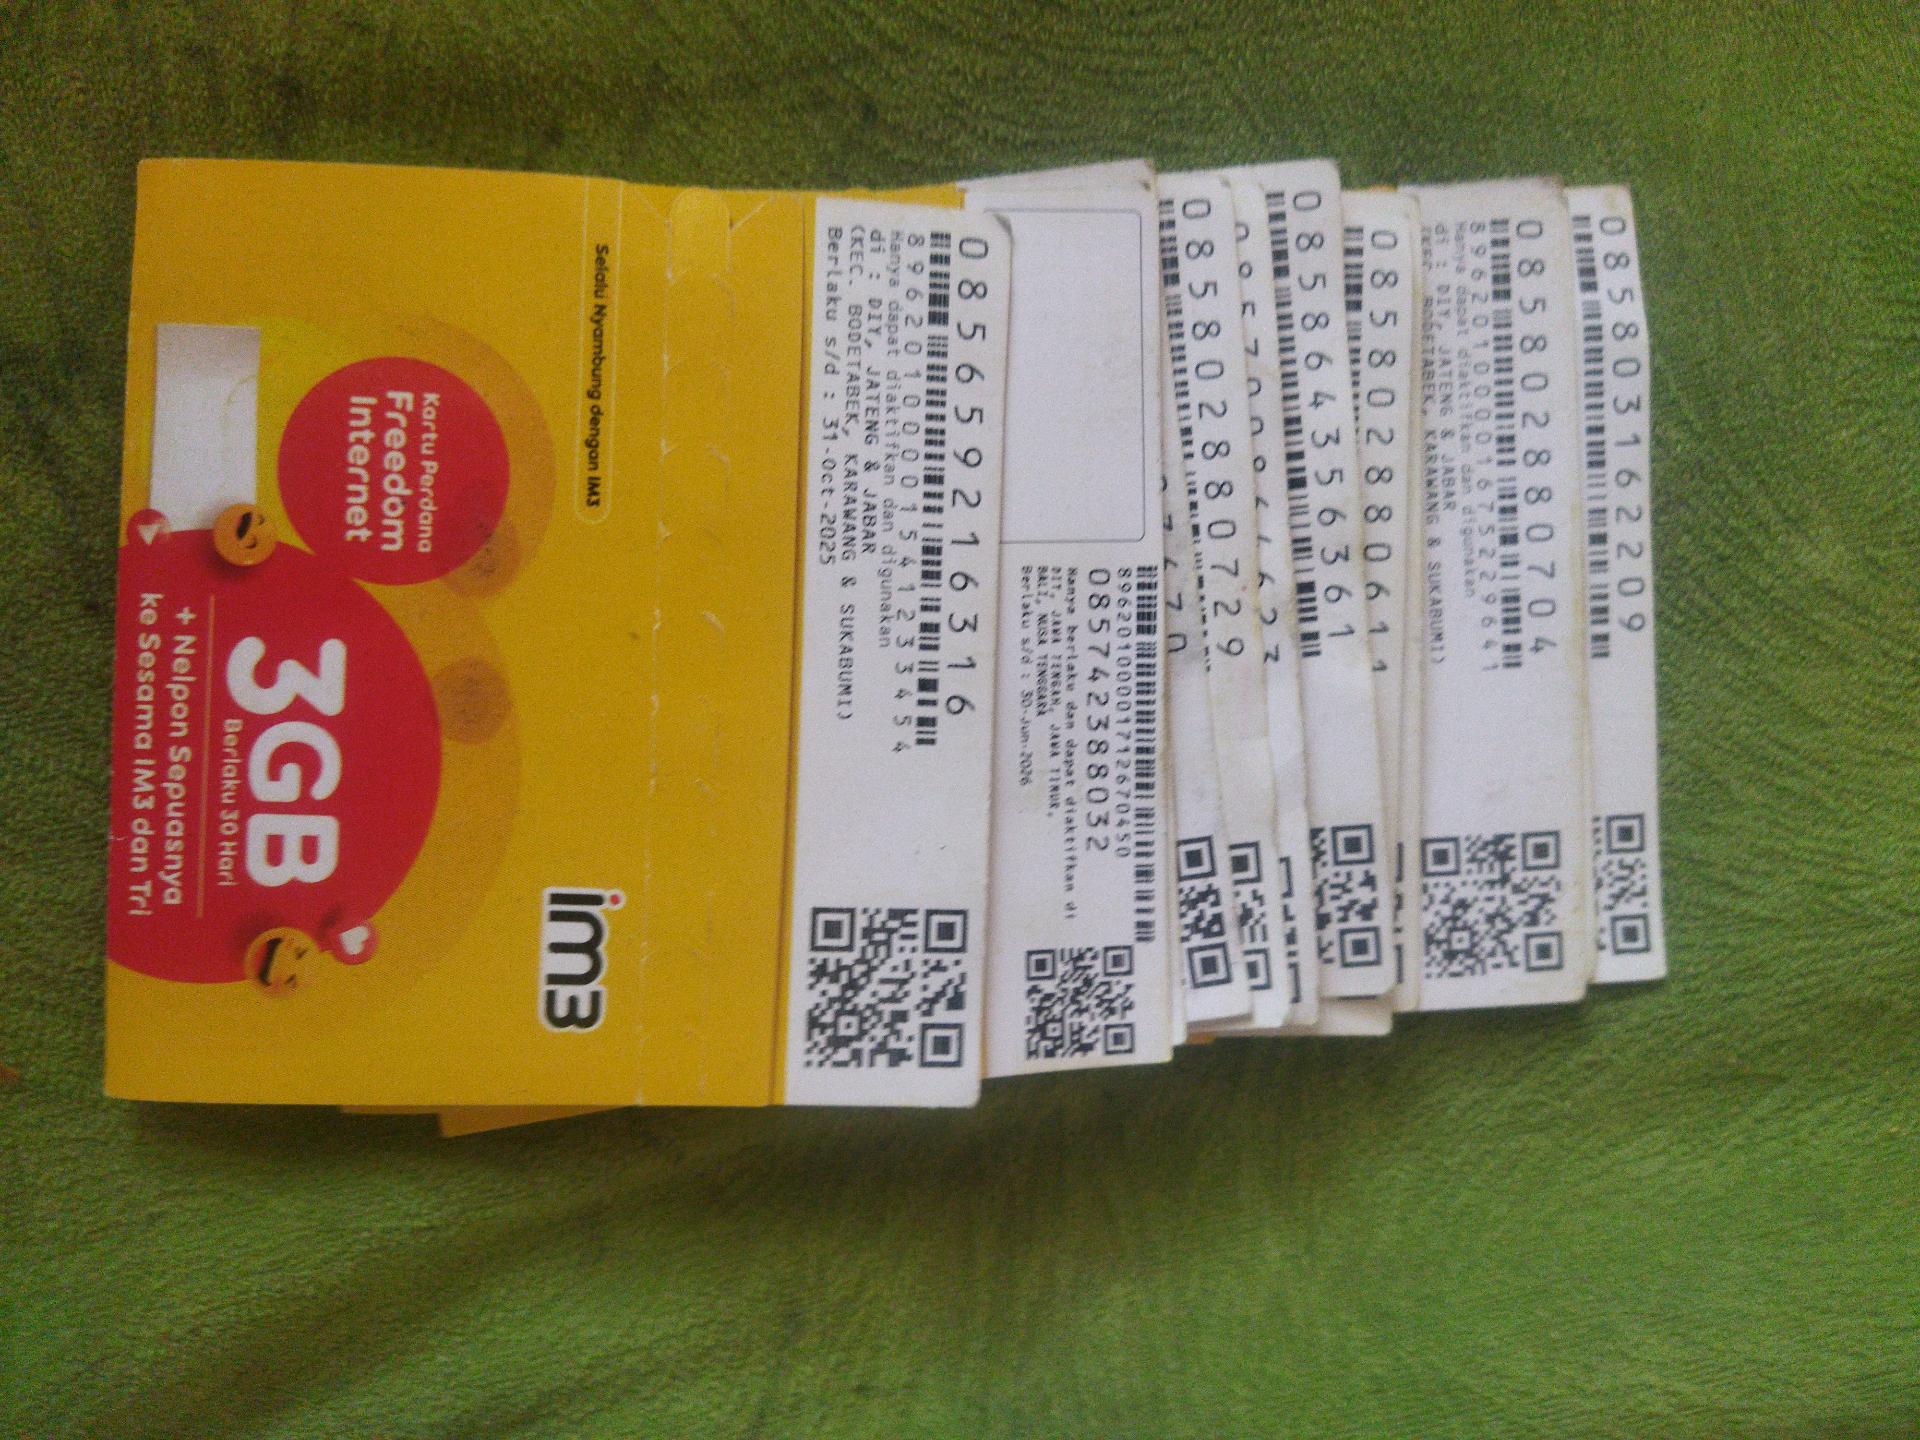 Selalu Nyambung dengan IM3
im3
Kartu Perdana
Freedom
Internet
3GB
Berlaku 30 Hari
+ Nelpon Sepuasnya
ke Sesama IM3 dan Tri
085659216316
8962010000154123 3454
Hanya dapat diaktifkan dan digunakan
di : DIY, JATENG & JABAR
(KEC. BODETABEK, KARAWANG & SUKABUMI)
Berlaku s/d : 31-Oct-2025
89620100001712670450
085742388032
Hanya berlaku dan dapat diaktifkan di
DIY, JAWA TENGAH, JAWA TIMUR,
BALI, NUSA TENGGARA
Berlaku s/d : 30-Jun-2026
085802880729
085864356361
085802880611
085802880704
89620100001675229641
Hanya dapat diaktifkan dan digunakan
di : DIY, JATENG & JABAR
BODETABEK, KARAWANG & SUKABUMI)
085803162209